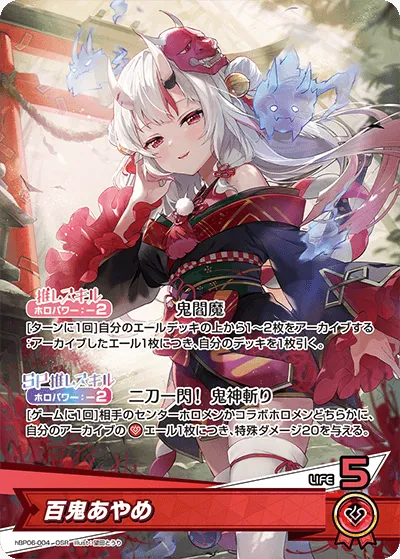 推しスキル
ホロパワー：-2
鬼閻魔
[ターンに1回]自分のエールデッキの上から1～2枚をアーカイブする
:アーカイブしたエール1枚につき、自分のデッキを1枚引く。
SP推しスキル
ホロパワー：-2
二刀一閃！ 鬼神斬り
[ゲームに1回]相手のセンターホロメンかコラボホロメンどちらかに、
自分のアーカイブの エール1枚につき、特殊ダメージ20を与える。
LIFE 5
百鬼あやめ
hBP06-004 OSR illust：